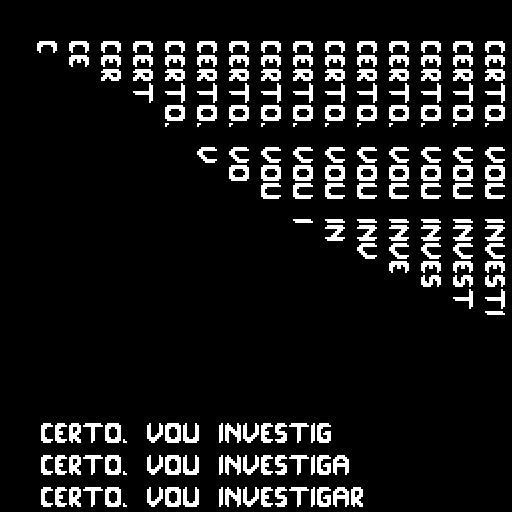 C
CE
CER
CERT
CERTO.
CERTO. V
CERTO. VO
CERTO. VOU
CERTO. VOU I
CERTO. VOU IN
CERTO. VOU INV
CERTO. VOU INVE
CERTO. VOU INVES
CERTO. VOU INVEST
CERTO. VOU INVESTI
CERTO. VOU INVESTIG
CERTO. VOU INVESTIGA
CERTO. VOU INVESTIGAR